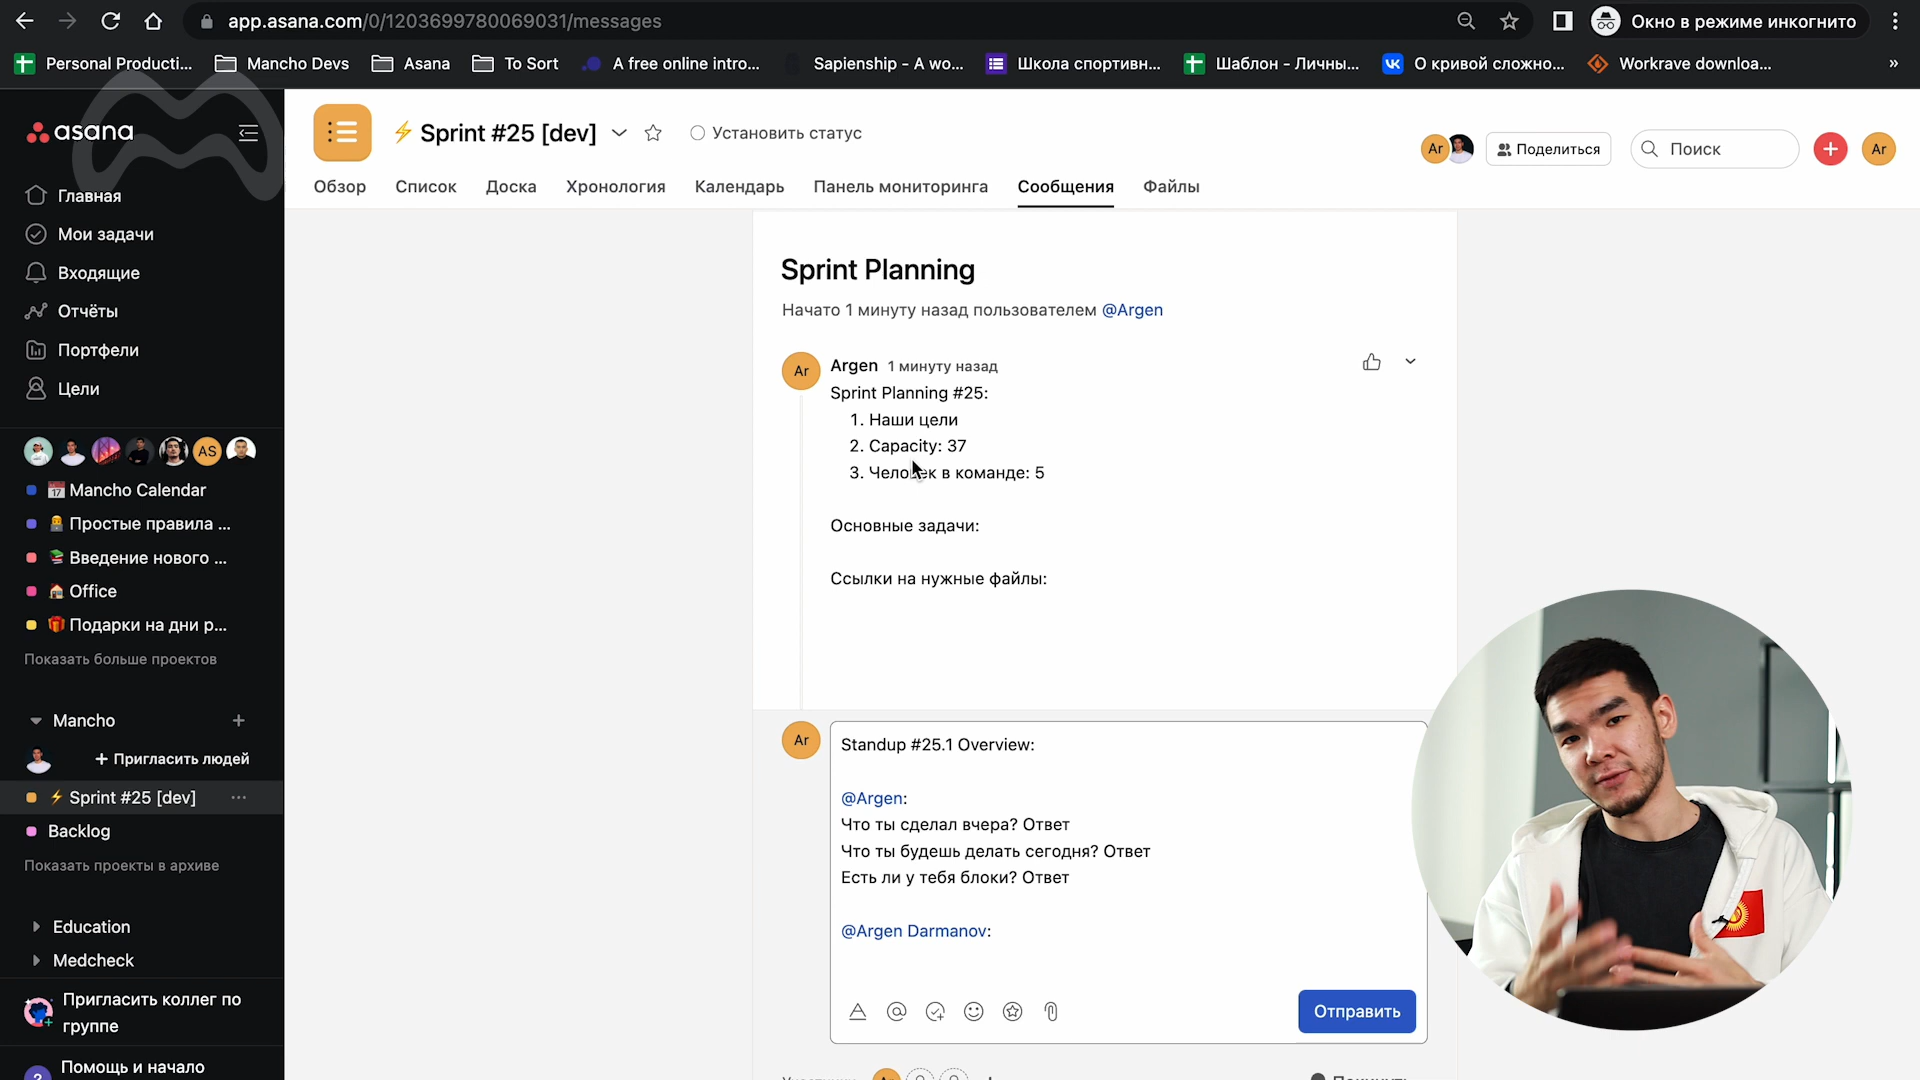 app.asana.com/0/1203699780069031/messages
Окно в режиме инкогнито
Personal Producti...
Mancho Devs
Asana
To Sort
A free online intro...
Sapienship - A wo...
Школа спортивн...
Шаблон - Личны...
О кривой сложно...
Workrave downloa...
»
asana
Sprint #25 [dev]
Установить статус
Ar
Поделиться
Поиск
Ar
Обзор
Список
Доска
Хронология
Календарь
Панель мониторинга
Сообщения
Файлы
Главная
Мои задачи
Входящие
Отчёты
Портфели
Цели
AS
Mancho Calendar
Простые правила ...
Введение нового ...
Office
Подарки на дни р...
Показать больше проектов
Mancho
+ Пригласить людей
Sprint #25 [dev] ...
Backlog
Показать проекты в архиве
Education
Medcheck
Пригласить коллег по
группе
Помощь и начало
Sprint Planning
Начато 1 минуту назад пользователем @Argen
Ar
Argen 1 минуту назад
Sprint Planning #25:
1. Наши цели
2. Capacity: 37
3. Человек в команде: 5
Основные задачи:
Ссылки на нужные файлы:
Ar
Standup #25.1 Overview:
@Argen:
Что ты сделал вчера? Ответ
Что ты будешь делать сегодня? Ответ
Есть ли у тебя блоки? Ответ
@Argen Darmanov:
Отправить